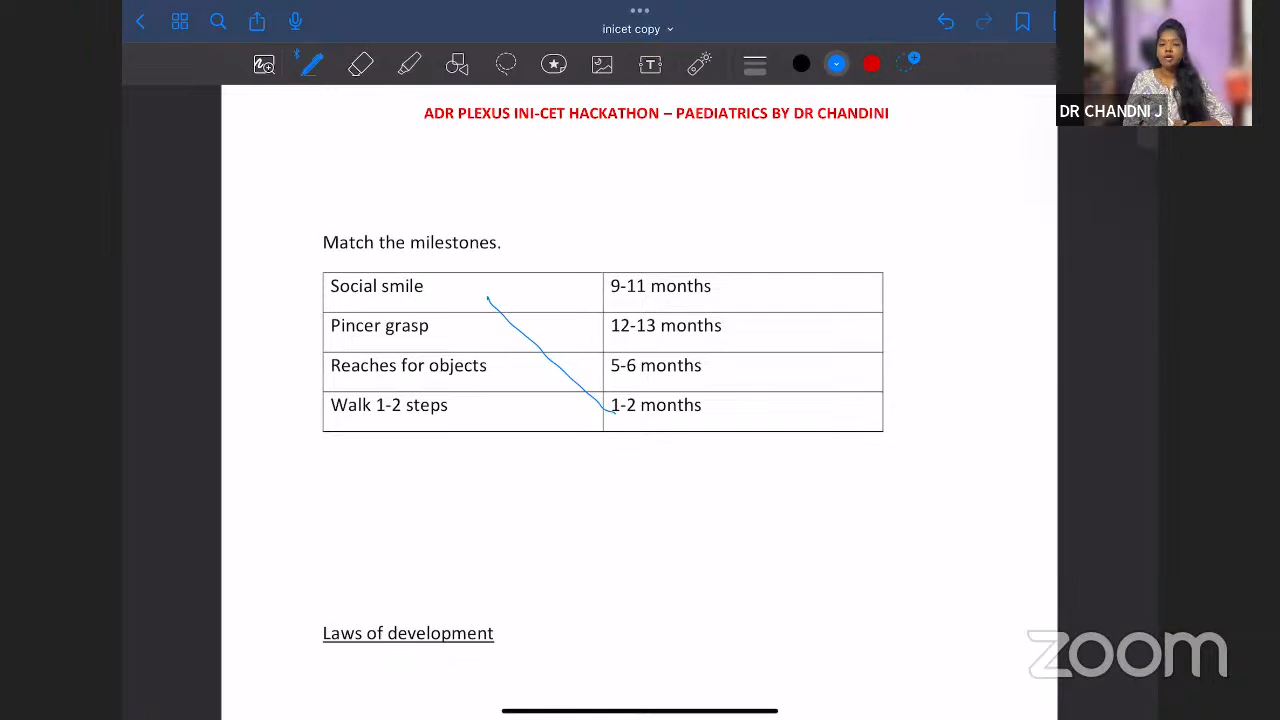 inicet copy
DR CHANDNI J
ADR PLEXUS INI-CET HACKATHON – PAEDIATRICS BY DR CHANDINI
Match the milestones.
Social smile 9-11 months
Pincer grasp 12-13 months
Reaches for objects 5-6 months
Walk 1-2 steps 1-2 months
Laws of development
zoom